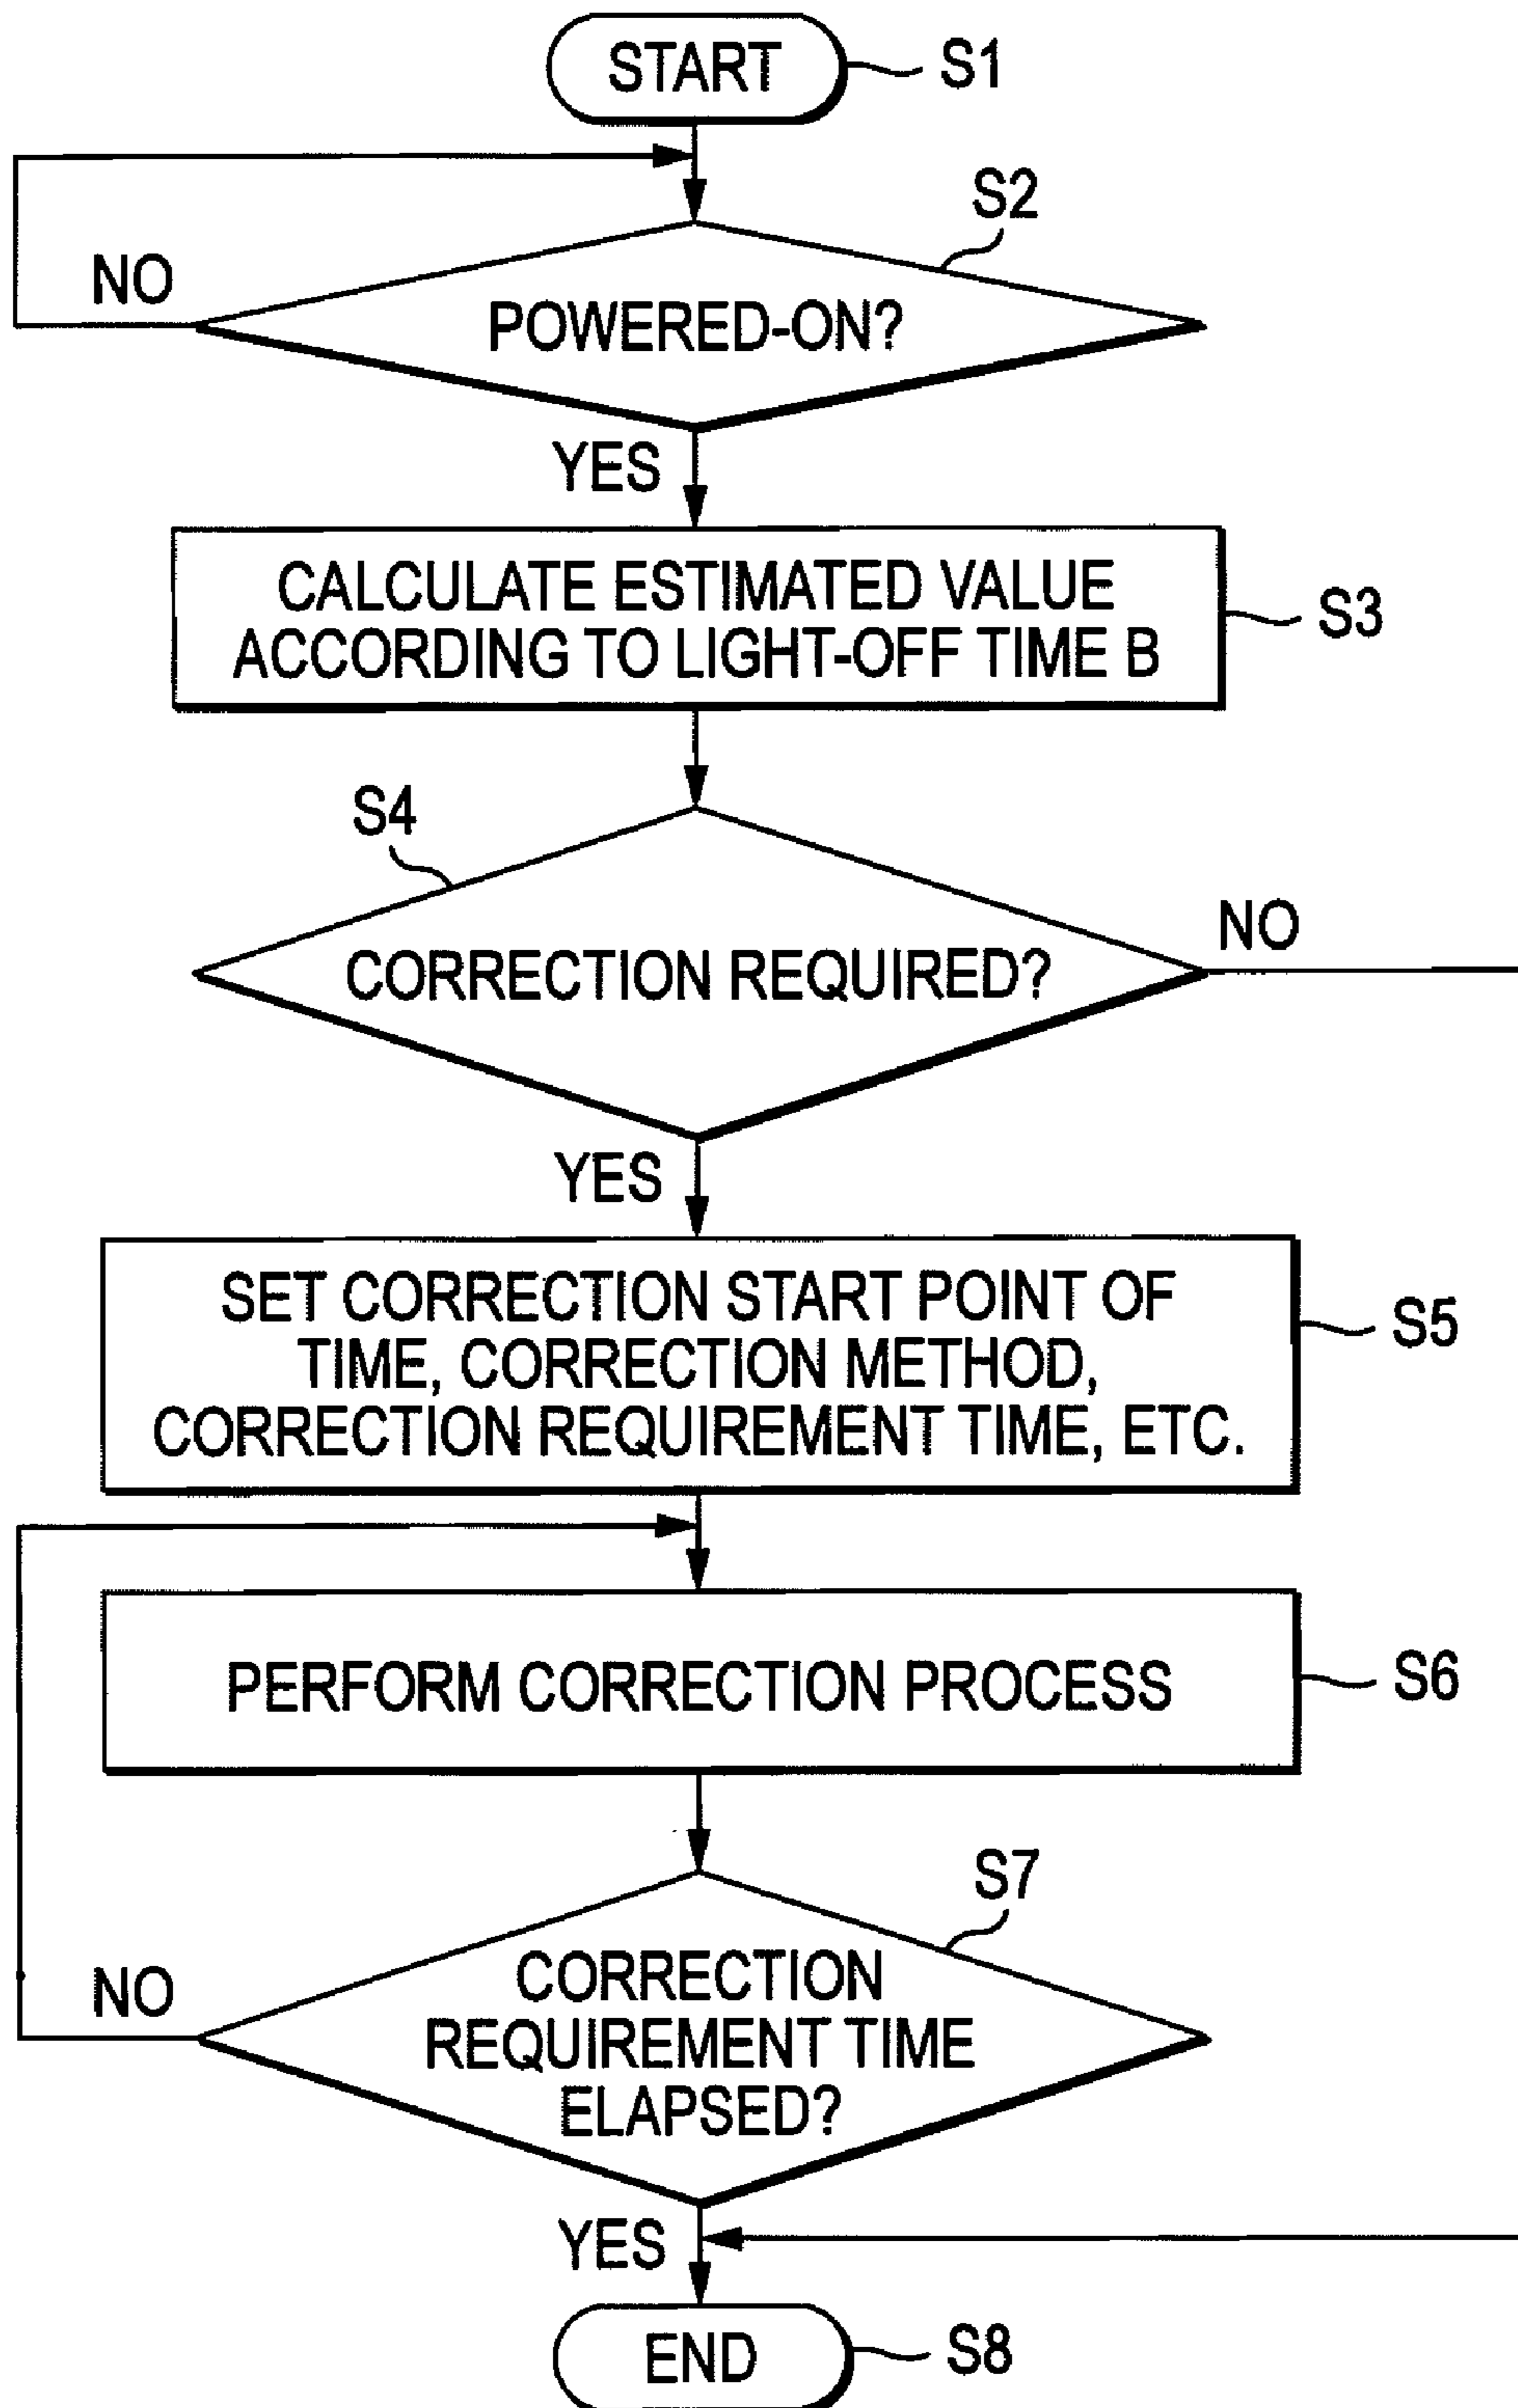 START
S1
S2
NO
POWERED-ON?
YES
CALCULATE ESTIMATED VALUE
ACCORDING TO LIGHT-OFF TIME B
S3
S4
NO
CORRECTION REQUIRED?
YES
SET CORRECTION START POINT OF
TIME, CORRECTION METHOD,
CORRECTION REQUIREMENT TIME, ETC.
S5
PERFORM CORRECTION PROCESS
S6
S7
NO
CORRECTION
REQUIREMENT TIME
ELAPSED?
YES
END
S8